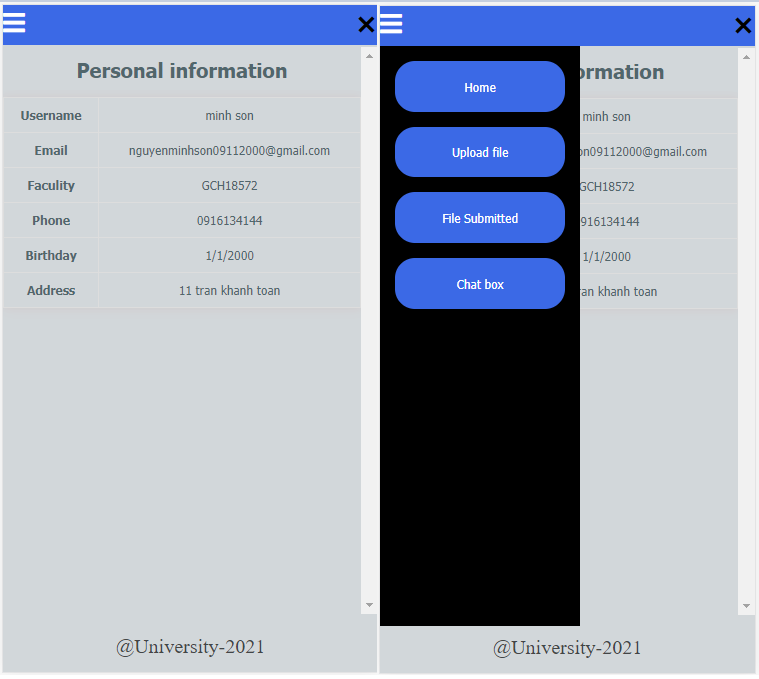 Personal information
Username minh son
Email nguyenminhson09112000@gmail.com
Faculity GCH18572
Phone 0916134144
Birthday 1/1/2000
Address 11 tran khanh toan
@University-2021
ormation
Home
minh son
Upload file
on09112000@gmail.com
GCH18572
File Submitted
916134144
1/1/2000
Chat box
an khanh toan
@University-2021